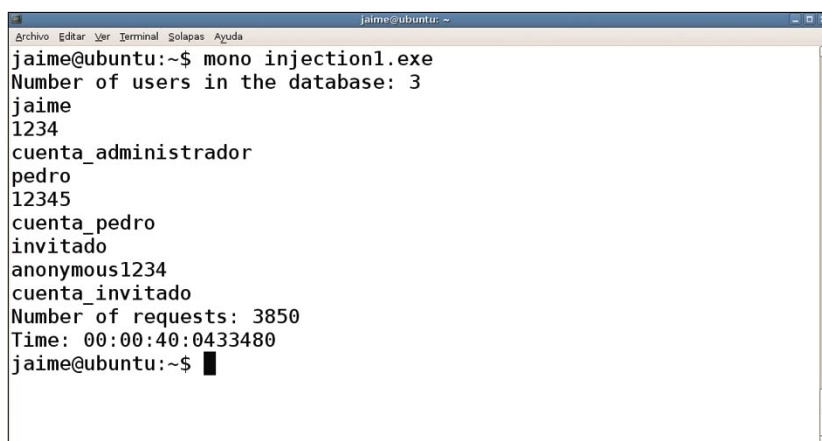 jaime@ubuntu: ~
Archivo Editar Ver Terminal Solapas Ayuda
jaime@ubuntu:~$ mono injection1.exe
Number of users in the database: 3
jaime
1234
cuenta_administrador
pedro
12345
cuenta_pedro
invitado
anonymous1234
cuenta_invitado
Number of requests: 3850
Time: 00:00:40:0433480
jaime@ubuntu:~$